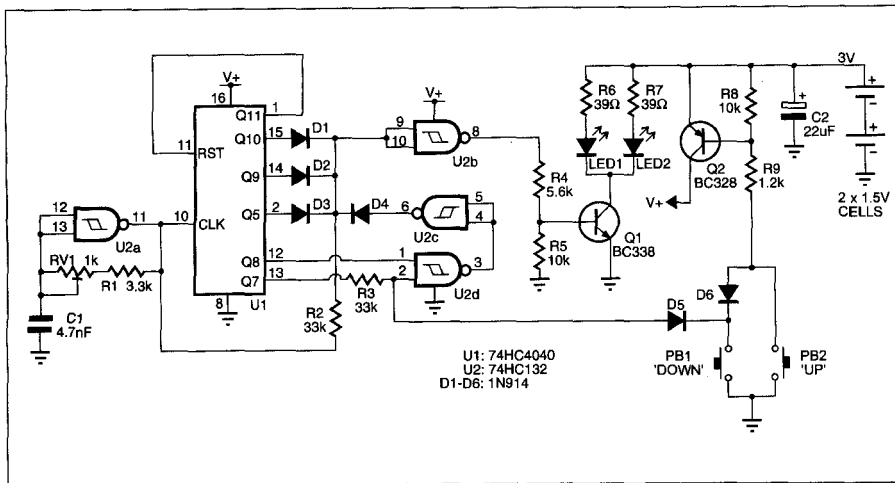 V+
16
1
Q11
11
RST
Q10
15
D1
Q9
14
D2
Q5
2
D3
D4
10
CLK
Q8
12
Q7
13
8
U1
12
13
11
U2a
RV1
1k
R1 3.3k
C1
4.7nF
V+
9
10
8
U2b
6
5
4
U2c
1
2
3
U2d
R2
33k
R3
33k
R4
5.6k
R5
10k
R6
39Ω
R7
39Ω
LED1
LED2
Q1
BC338
Q2
BC328
V+
R8
10k
R9
1.2k
3V
+
C2
22uF
+
+
2 x 1.5V
CELLS
D5
D6
PB1
'DOWN'
PB2
'UP'
U1: 74HC4040
U2: 74HC132
D1-D6: 1N914